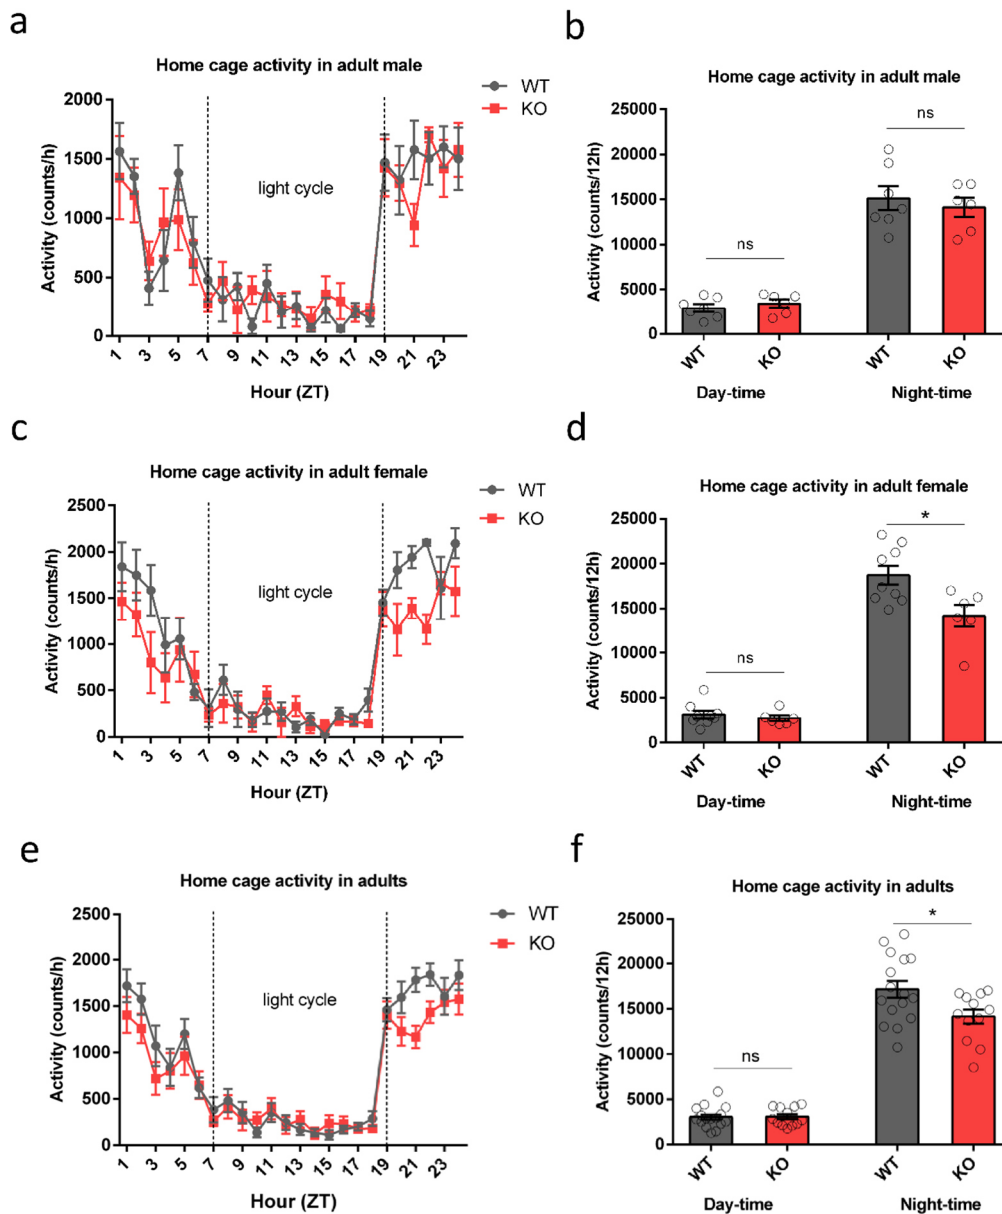 a
Home cage activity in adult male
WT
KO
Activity (counts/h)
2000
1500
1000
500
0
light cycle
1 3 5 7 9 11 13 15 17 19 21 23
Hour (ZT)
b
Home cage activity in adult male
Activity (counts/12h)
25000
20000
15000
10000
5000
0
ns
ns
WT KO WT KO
Day-time Night-time
c
Home cage activity in adult female
WT
KO
Activity (counts/h)
2500
2000
1500
1000
500
0
light cycle
1 3 5 7 9 11 13 15 17 19 21 23
Hour (ZT)
d
Home cage activity in adult female
Activity (counts/12h)
25000
20000
15000
10000
5000
0
ns
*
WT KO WT KO
Day-time Night-time
e
Home cage activity in adults
WT
KO
Activity (counts/h)
2500
2000
1500
1000
500
0
light cycle
1 3 5 7 9 11 13 15 17 19 21 23
Hour (ZT)
f
Home cage activity in adults
Activity (counts/12h)
25000
20000
15000
10000
5000
0
ns
*
WT KO WT KO
Day-time Night-time